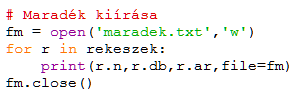 # Maradék kiírása
fm = open('maradek.txt','w')
for r in rekeszek:
    print(r.n,r.db,r.ar,file=fm)
fm.close()